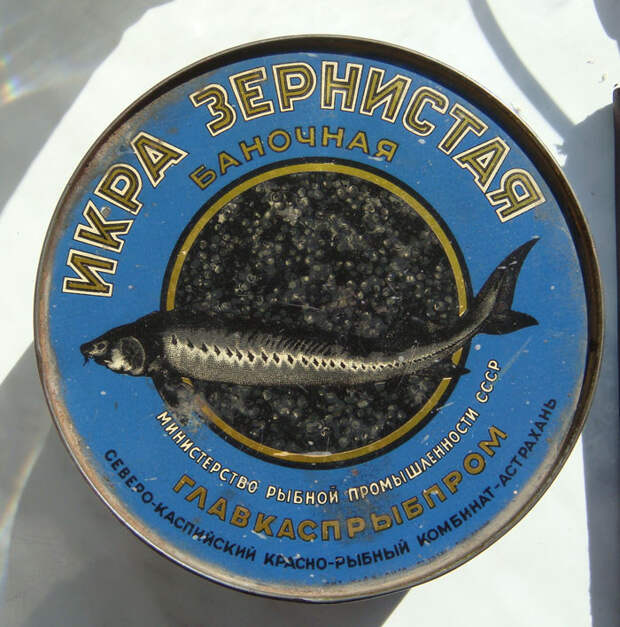 ИКРА ЗЕРНИСТАЯ
БАНОЧНАЯ
МИНИСТЕРСТВО РЫБНОЙ ПРОМЫШЛЕННОСТИ СССР
ГЛАВКАСПРЫБПРОМ
СЕВЕРО-КАСПИЙСКИЙ КРАСНО-РЫБНЫЙ КОМБИНАТ-АСТРАХАНЬ